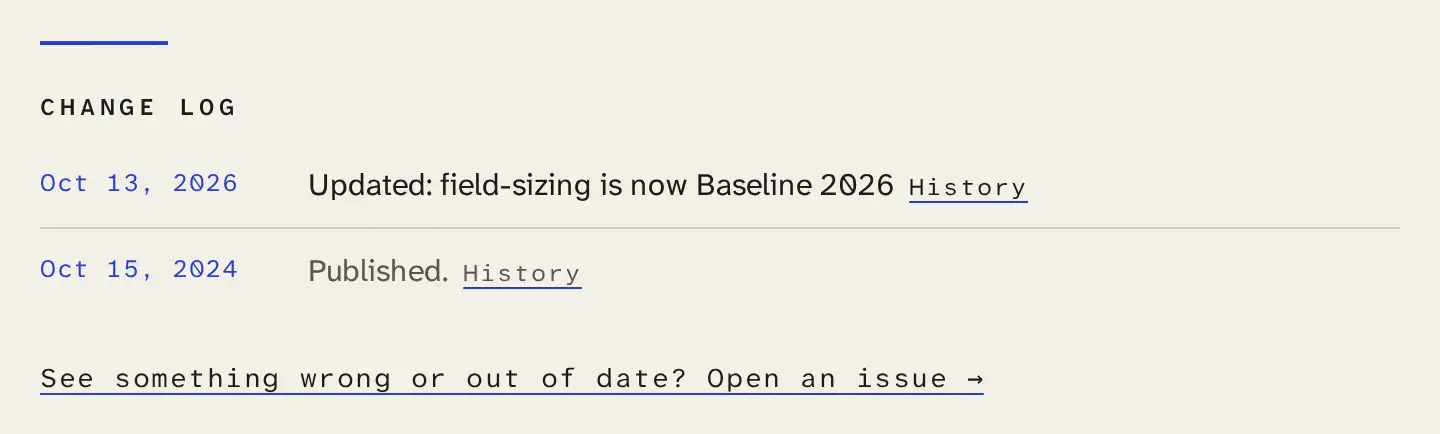 CHANGE LOG
Oct 13, 2026 Updated: field-sizing is now Baseline 2026 History
Oct 15, 2024 Published. History
See something wrong or out of date? Open an issue →